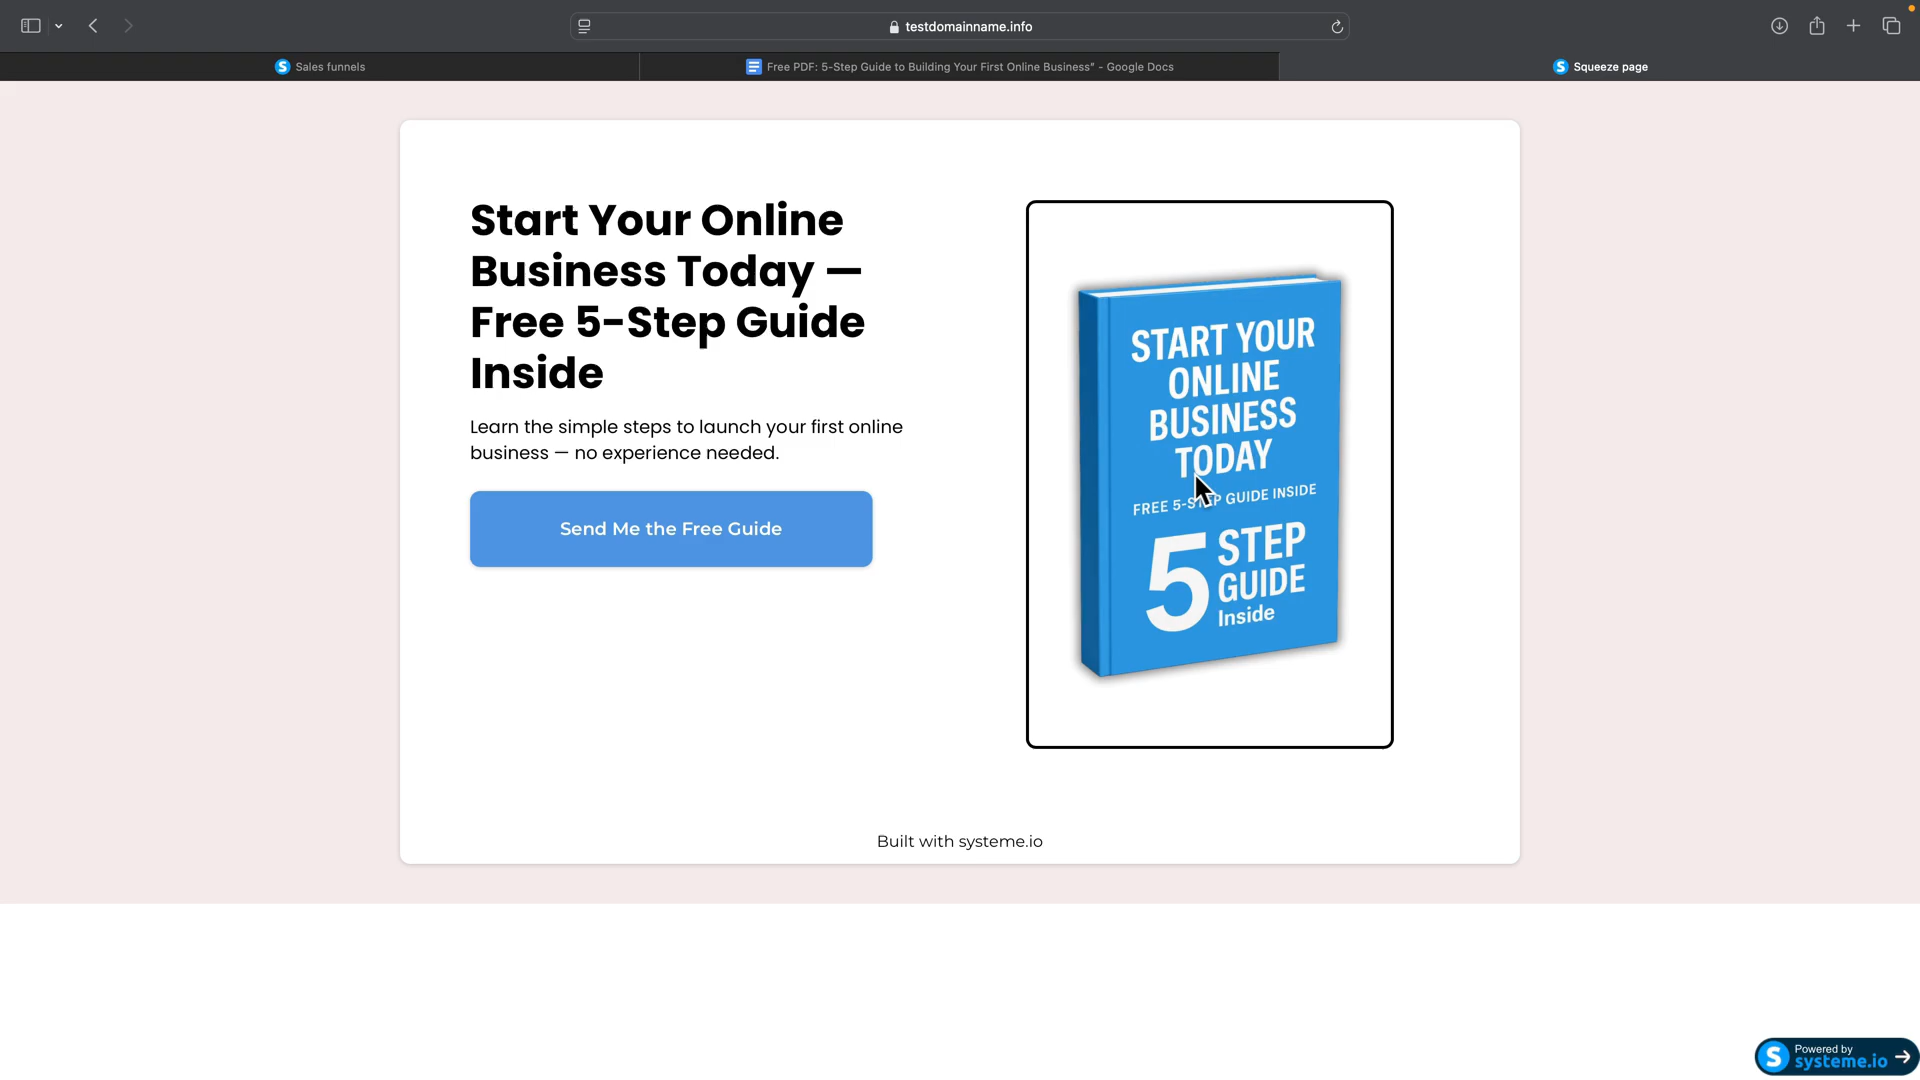 testdomainname.info
Sales funnels
Free PDF: 5-Step Guide to Building Your First Online Business" - Google Docs
Squeeze page
Start Your Online
Business Today —
Free 5-Step Guide
Inside
Learn the simple steps to launch your first online
business — no experience needed.
Send Me the Free Guide
START YOUR
ONLINE
BUSINESS
TODAY
FREE 5-STEP GUIDE INSIDE
5 STEP
GUIDE
Inside
Built with systeme.io
Powered by
systeme.io